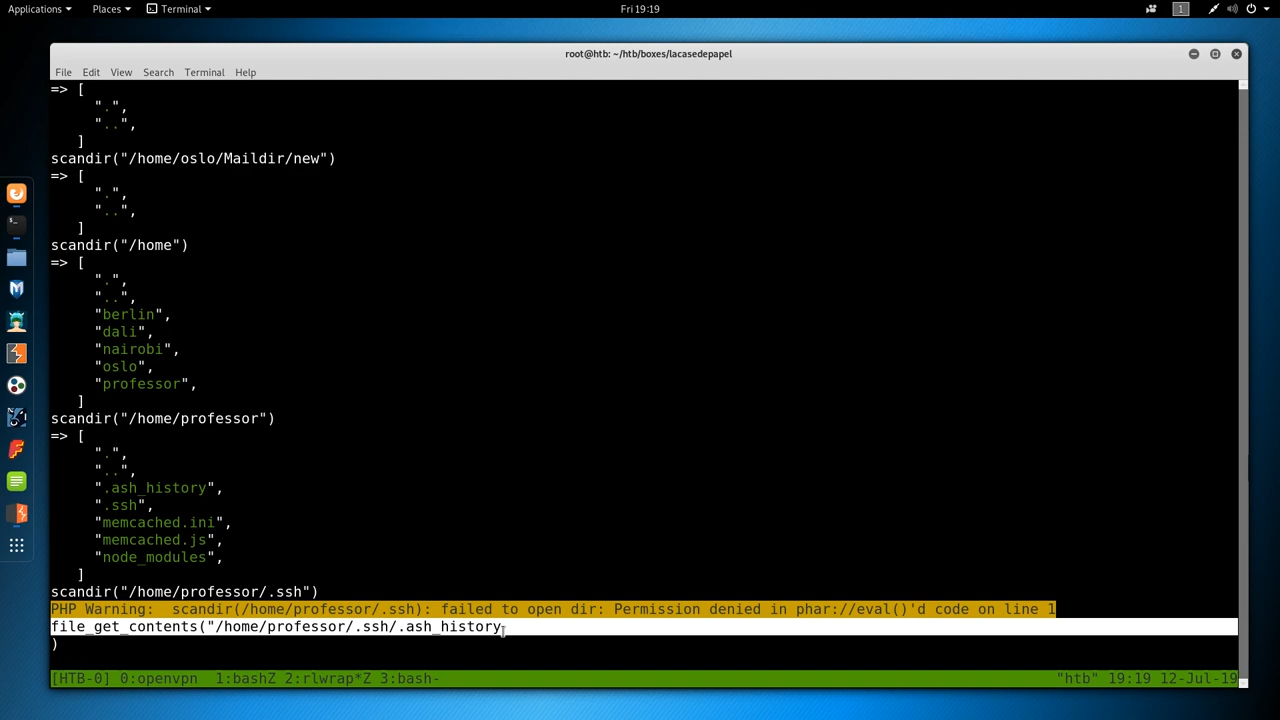 Applications Places Terminal Fri 19:19 1
root@htb: ~/htb/boxes/lacasedepapel
File Edit View Search Terminal Help
=> [
".",
"..",
]
scandir("/home/oslo/Maildir/new")
=> [
".",
"..",
]
scandir("/home")
=> [
".",
"..",
"berlin",
"dali",
"nairobi",
"oslo",
"professor",
]
scandir("/home/professor")
=> [
".",
"..",
".ash_history",
".ssh",
"memcached.ini",
"memcached.js",
"node_modules",
]
scandir("/home/professor/.ssh")
PHP Warning:  scandir(/home/professor/.ssh): failed to open dir: Permission denied in phar://eval()'d code on line 1
file_get_contents("/home/professor/.ssh/.ash_history
)
[HTB-0] 0:openvpn  1:bashZ 2:rlwrap*Z 3:bash- "htb" 19:19 12-Jul-19